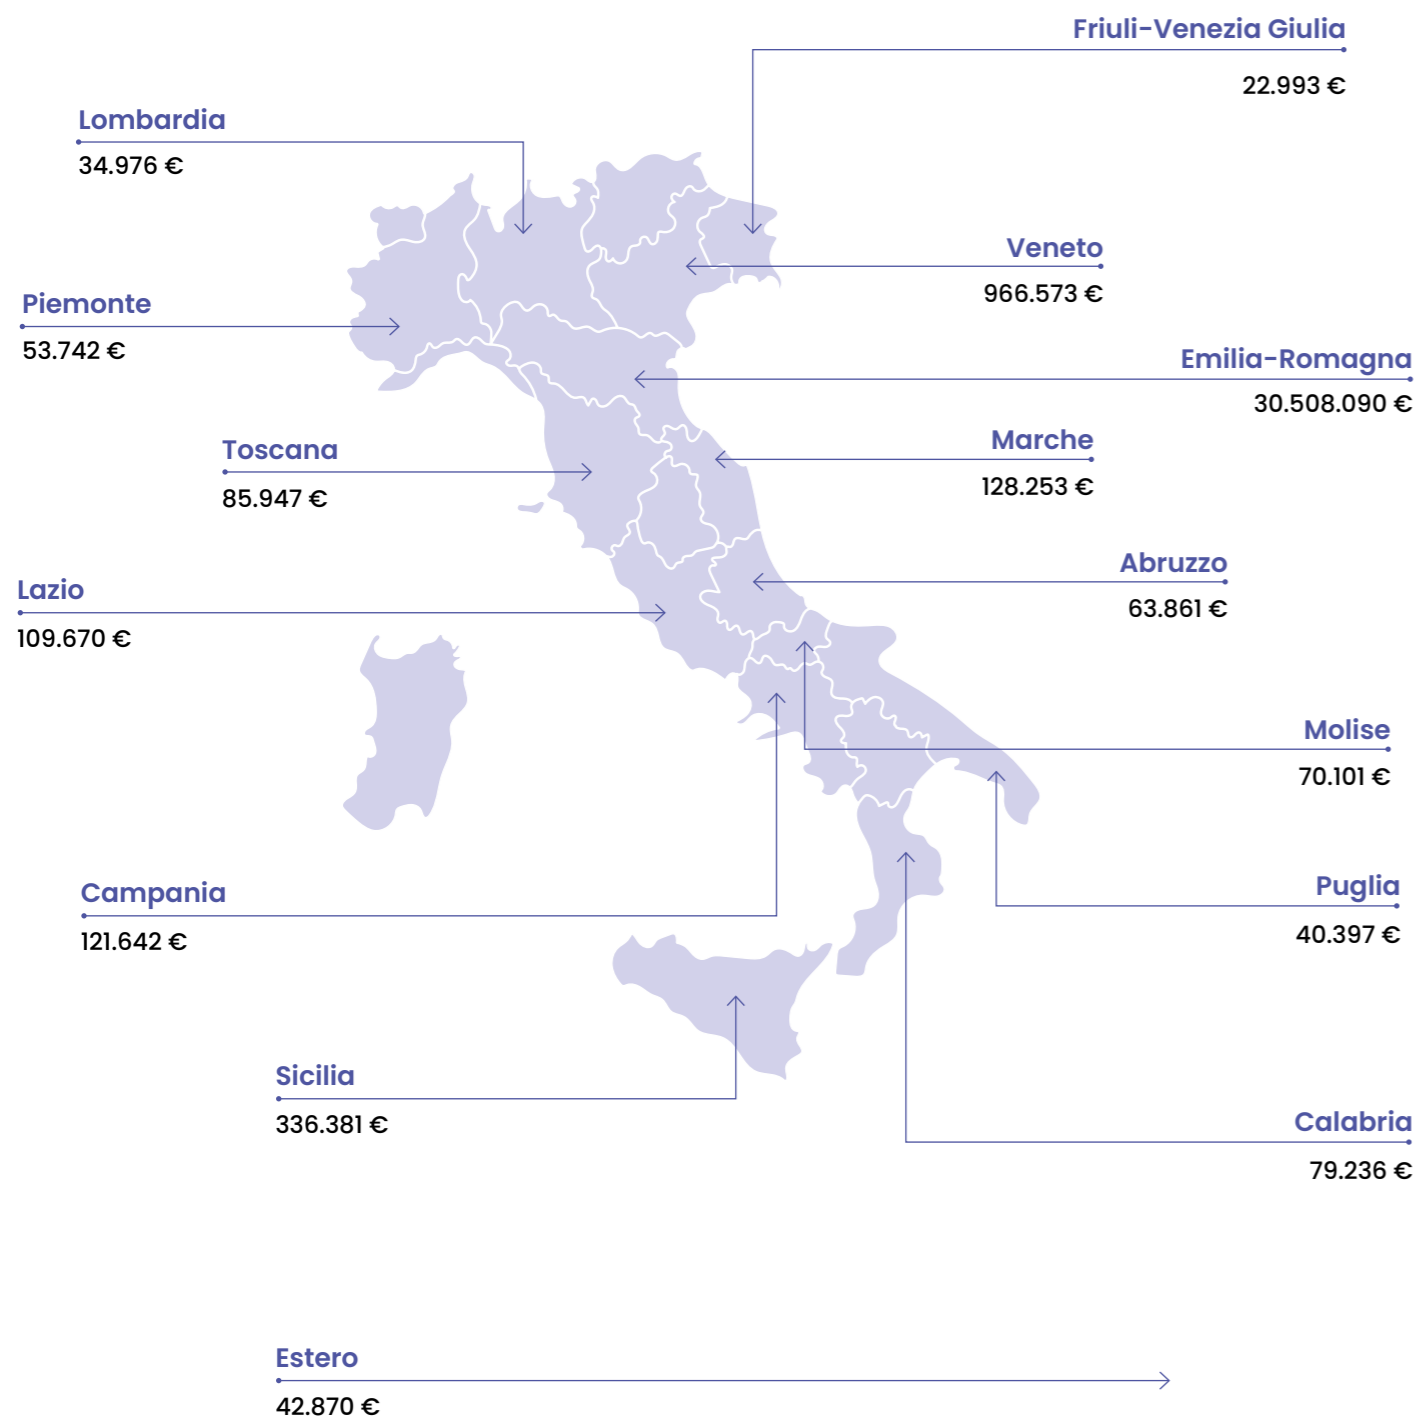 Friuli-Venezia Giulia
22.993 €
Lombardia
34.976 €
Veneto
966.573 €
Piemonte
53.742 €
Emilia-Romagna
30.508.090 €
Marche
128.253 €
Toscana
85.947 €
Abruzzo
63.861 €
Lazio
109.670 €
Molise
70.101 €
Puglia
40.397 €
Campania
121.642 €
Sicilia
336.381 €
Calabria
79.236 €
Estero
42.870 €